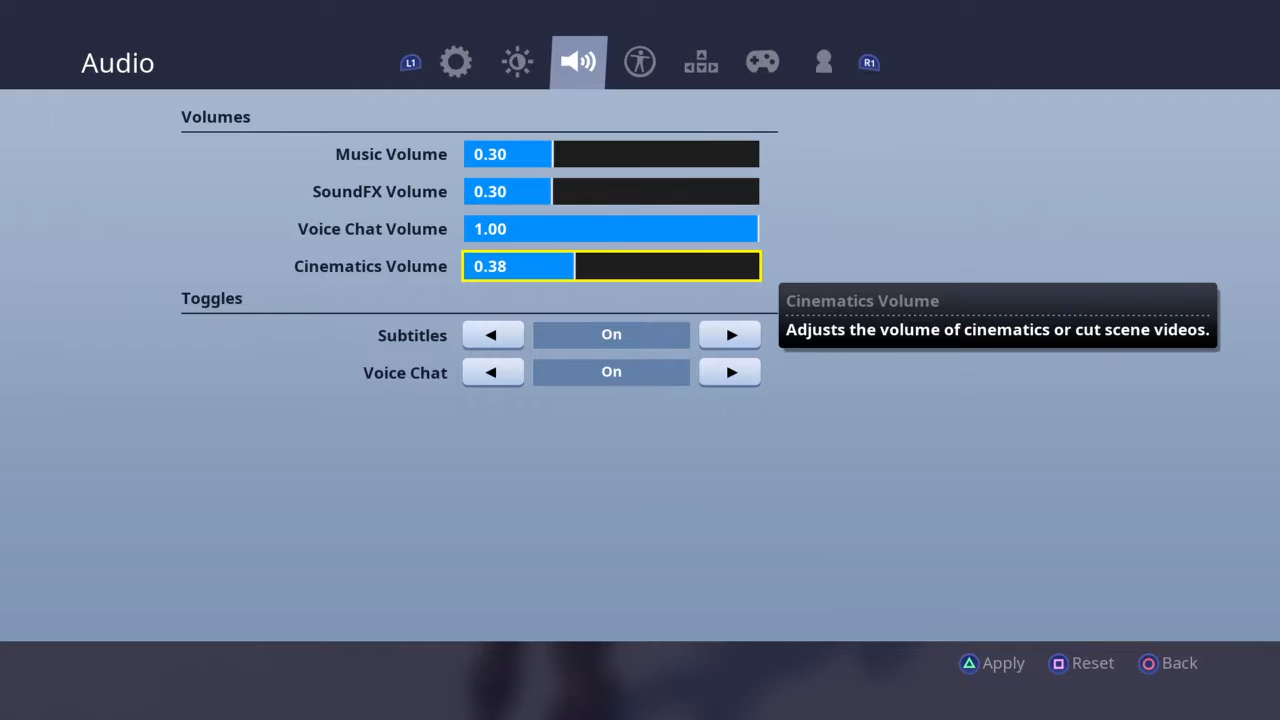 Audio
L1
R1
Volumes
Music Volume 0.30
SoundFX Volume 0.30
Voice Chat Volume 1.00
Cinematics Volume 0.38
Toggles
Cinematics Volume
Adjusts the volume of cinematics or cut scene videos.
Subtitles On
Voice Chat On
Apply Reset Back